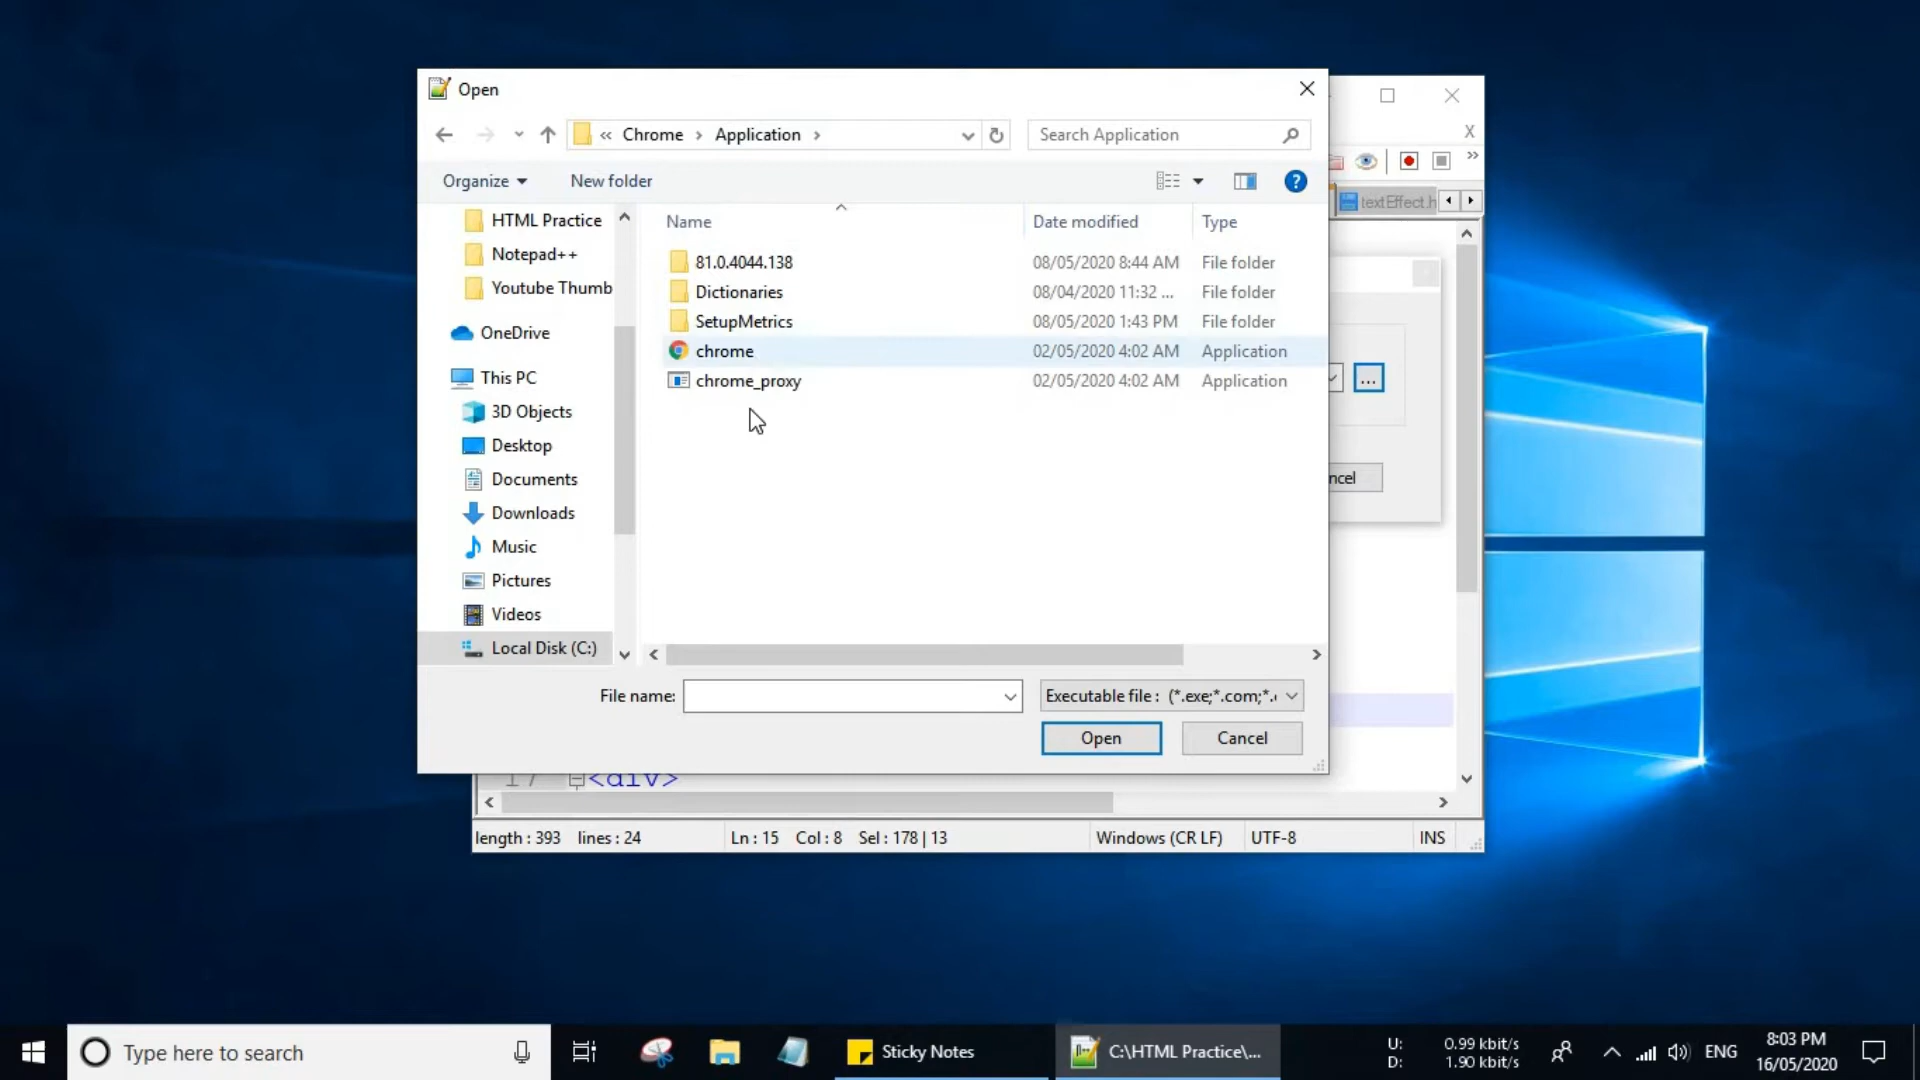 Open
« Chrome › Application ›
Search Application
Organize
New folder
HTML Practice
Notepad++
Youtube Thumb
OneDrive
This PC
3D Objects
Desktop
Documents
Downloads
Music
Pictures
Videos
Local Disk (C:)
Name
Date modified
Type
81.0.4044.138
08/05/2020 8:44 AM
File folder
Dictionaries
08/04/2020 11:32 ...
File folder
SetupMetrics
08/05/2020 1:43 PM
File folder
chrome
02/05/2020 4:02 AM
Application
chrome_proxy
02/05/2020 4:02 AM
Application
File name:
Executable file : (*.exe;*.com;*.
Open
Cancel
X
textEffect.h
...
ncel
17
<div>
length : 393 lines : 24
Ln : 15 Col : 8 Sel : 178 | 13
Windows (CR LF)
UTF-8
INS
Type here to search
Sticky Notes
C:\HTML Practice\...
U: 0.99 kbit/s
D: 1.90 kbit/s
ENG
8:03 PM
16/05/2020